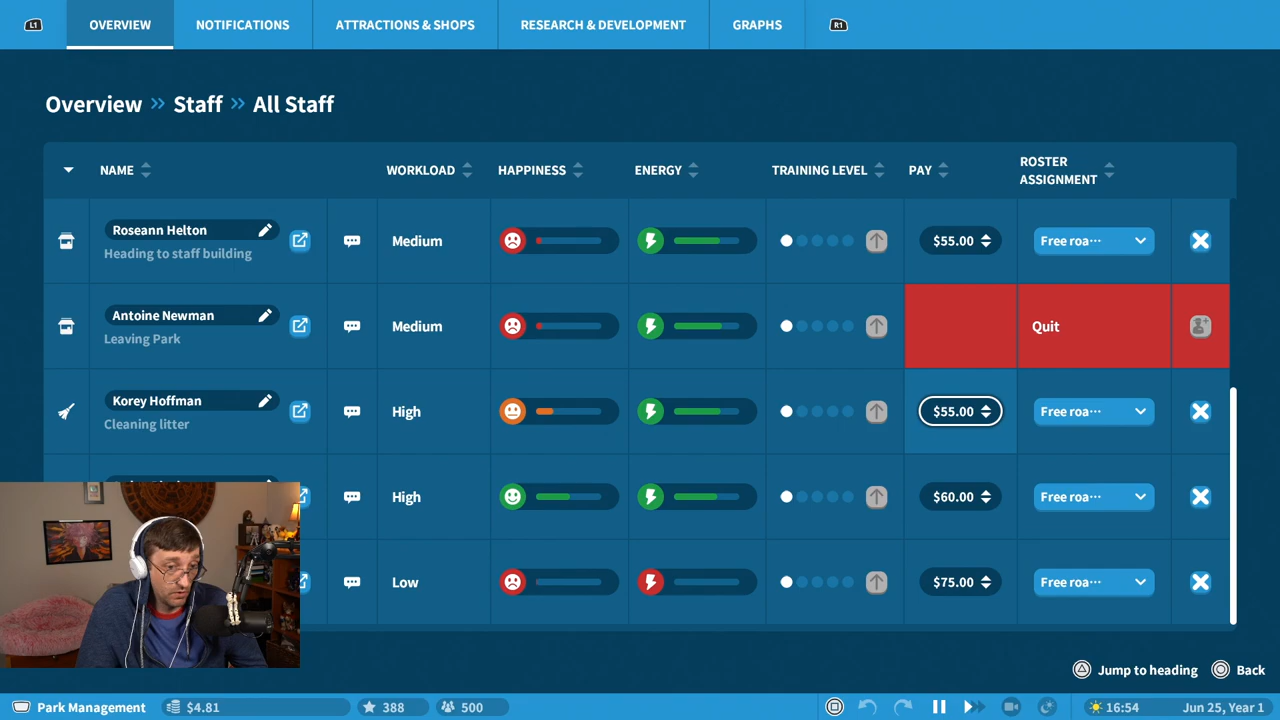 L1 OVERVIEW NOTIFICATIONS ATTRACTIONS & SHOPS RESEARCH & DEVELOPMENT GRAPHS R1
Overview » Staff » All Staff
NAME WORKLOAD HAPPINESS ENERGY TRAINING LEVEL PAY ROSTER ASSIGNMENT
Roseann Helton Medium $55.00 Free roa···
Heading to staff building
Antoine Newman Medium Quit
Leaving Park
Korey Hoffman High $55.00 Free roa···
Cleaning litter
High $60.00 Free roa···
Low $75.00 Free roa···
Jump to heading Back
Park Management $4.81 388 500 16:54 Jun 25, Year 1